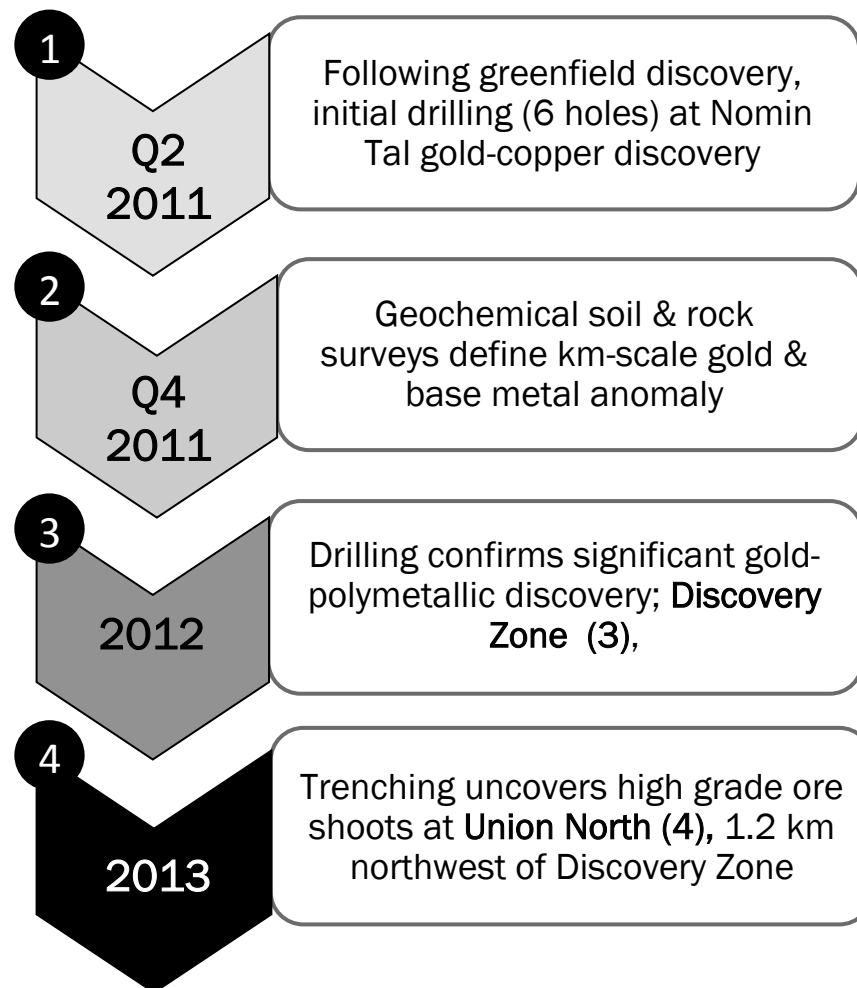 1
Q2
2011
Following greenfield discovery,
initial drilling (6 holes) at Nomin
Tal gold-copper discovery
2
Q4
2011
Geochemical soil & rock
surveys define km-scale gold &
base metal anomaly
3
2012
Drilling confirms significant gold-
polymetallic discovery; Discovery
Zone (3),
4
2013
Trenching uncovers high grade ore
shoots at Union North (4), 1.2 km
northwest of Discovery Zone